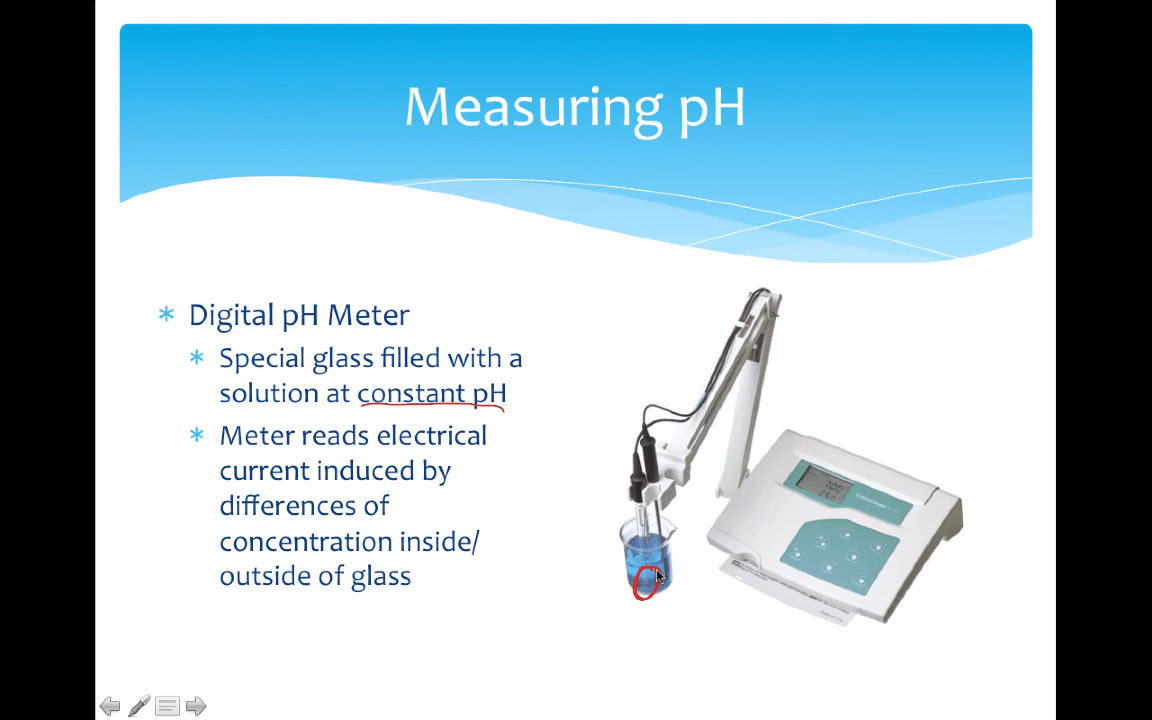 Measuring pH
Digital pH Meter
Special glass filled with a
solution at constant pH
Meter reads electrical
current induced by
differences of
concentration inside/
outside of glass